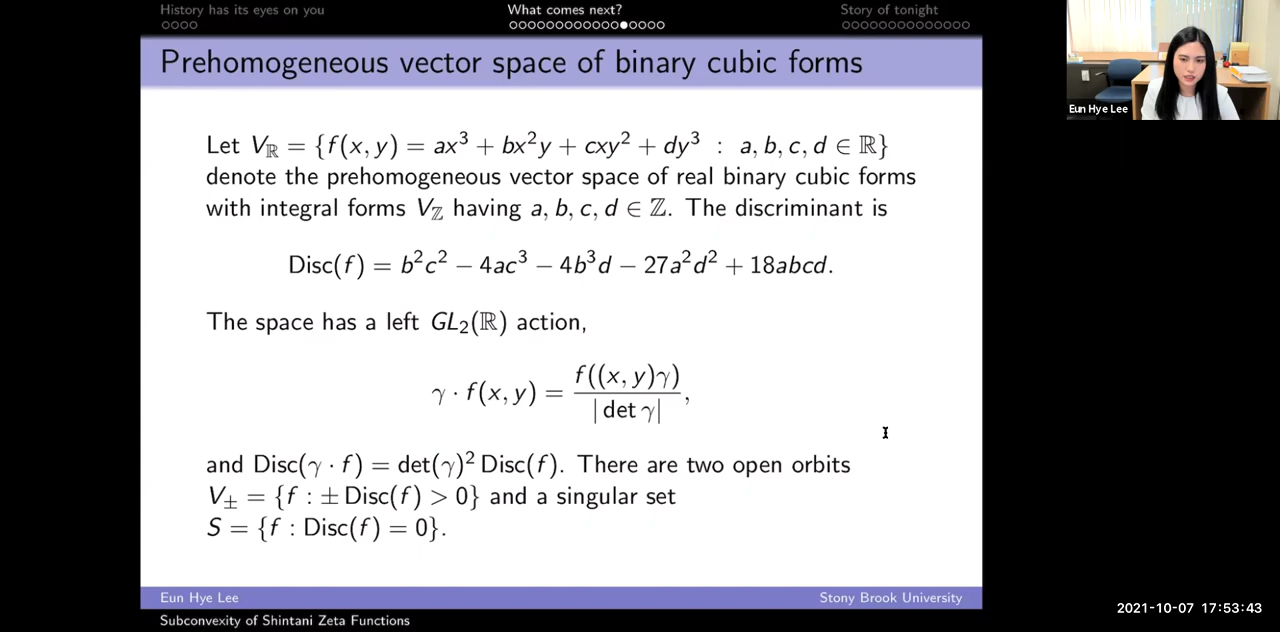 History has its eyes on you
What comes next?
Story of tonight
Prehomogeneous vector space of binary cubic forms
Let V_ℝ = {f(x, y) = ax³ + bx²y + cxy² + dy³ : a, b, c, d ∈ ℝ}
denote the prehomogeneous vector space of real binary cubic forms
with integral forms V_ℤ having a, b, c, d ∈ ℤ. The discriminant is
Disc(f) = b²c² − 4ac³ − 4b³d − 27a²d² + 18abcd.
The space has a left GL₂(ℝ) action,
γ · f(x, y) = f((x, y)γ) / |det γ|,
and Disc(γ · f) = det(γ)² Disc(f). There are two open orbits
V± = {f : ± Disc(f) > 0} and a singular set
S = {f : Disc(f) = 0}.
Eun Hye Lee
Stony Brook University
Subconvexity of Shintani Zeta Functions
Eun Hye Lee
2021-10-07 17:53:43